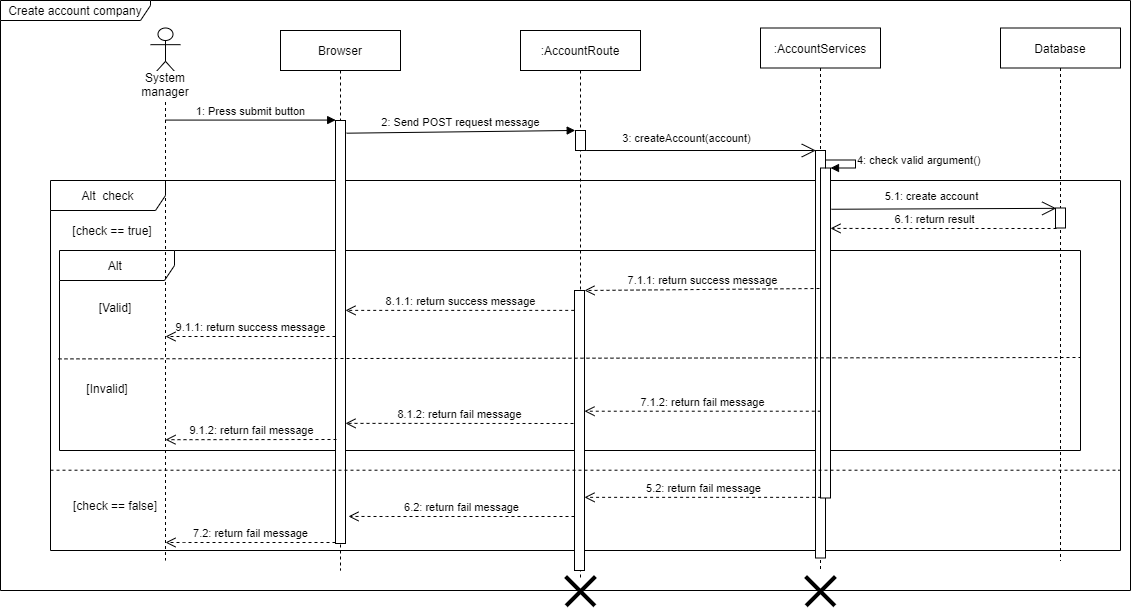 Create account company
System
manager
Browser
:AccountRoute
:AccountServices
Database
1: Press submit button
2: Send POST request message
3: createAccount(account)
4: check valid argument()
Alt check
5.1: create account
6.1: return result
[check == true]
Alt
7.1.1: return success message
8.1.1: return success message
[Valid]
9.1.1: return success message
[Invalid]
7.1.2: return fail message
8.1.2: return fail message
9.1.2: return fail message
5.2: return fail message
[check == false]
6.2: return fail message
7.2: return fail message